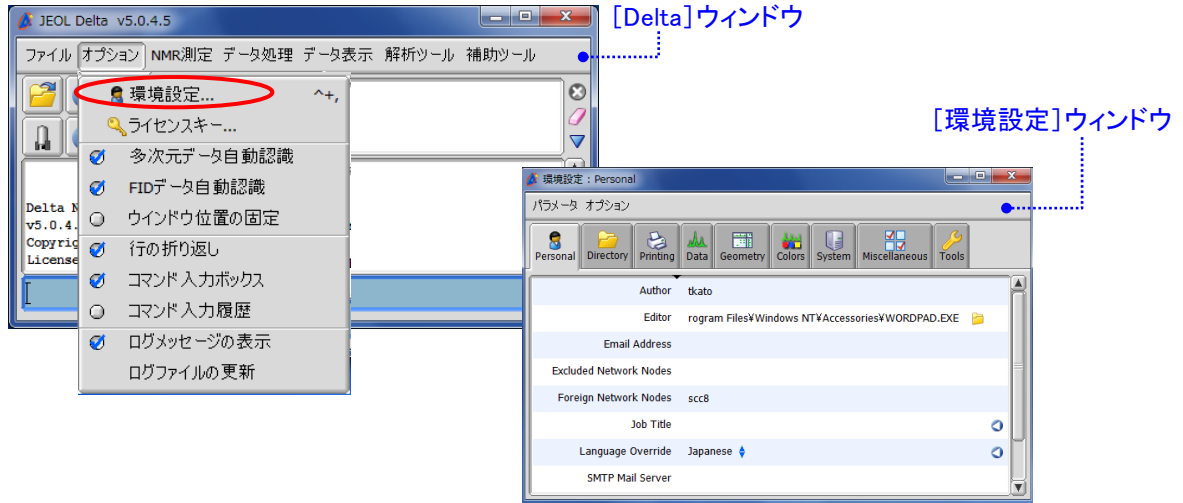 JEOL Delta v5.0.4.5
[Delta]ウィンドウ
ファイル オプション NMR測定 データ処理 データ表示 解析ツール 補助ツール
環境設定... ^+,
ライセンスキー...
多次元データ自動認識
FIDデータ自動認識
ウインドウ位置の固定
行の折り返し
コマンド入力ボックス
コマンド入力履歴
ログメッセージの表示
ログファイルの更新
Delta N
v5.0.4.
Copyrig
License
[環境設定]ウィンドウ
環境設定 : Personal
パラメータ オプション
Personal Directory Printing Data Geometry Colors System Miscellaneous Tools
Author tkato
Editor rogram Files¥Windows NT¥Accessories¥WORDPAD.EXE
Email Address
Excluded Network Nodes
Foreign Network Nodes scc8
Job Title
Language Override Japanese
SMTP Mail Server